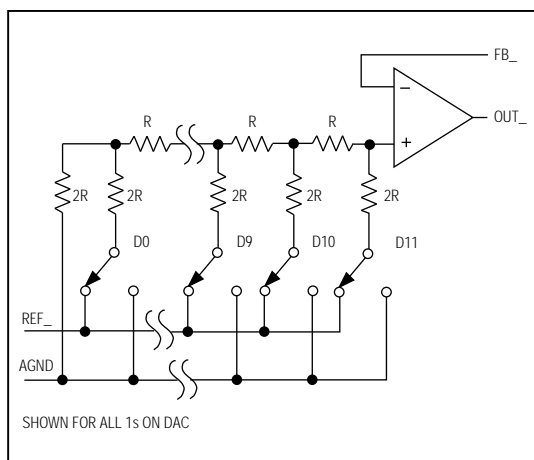 FB_
OUT_
−
+
R R R
2R 2R 2R 2R 2R
D0 D9 D10 D11
REF_
AGND
SHOWN FOR ALL 1s ON DAC